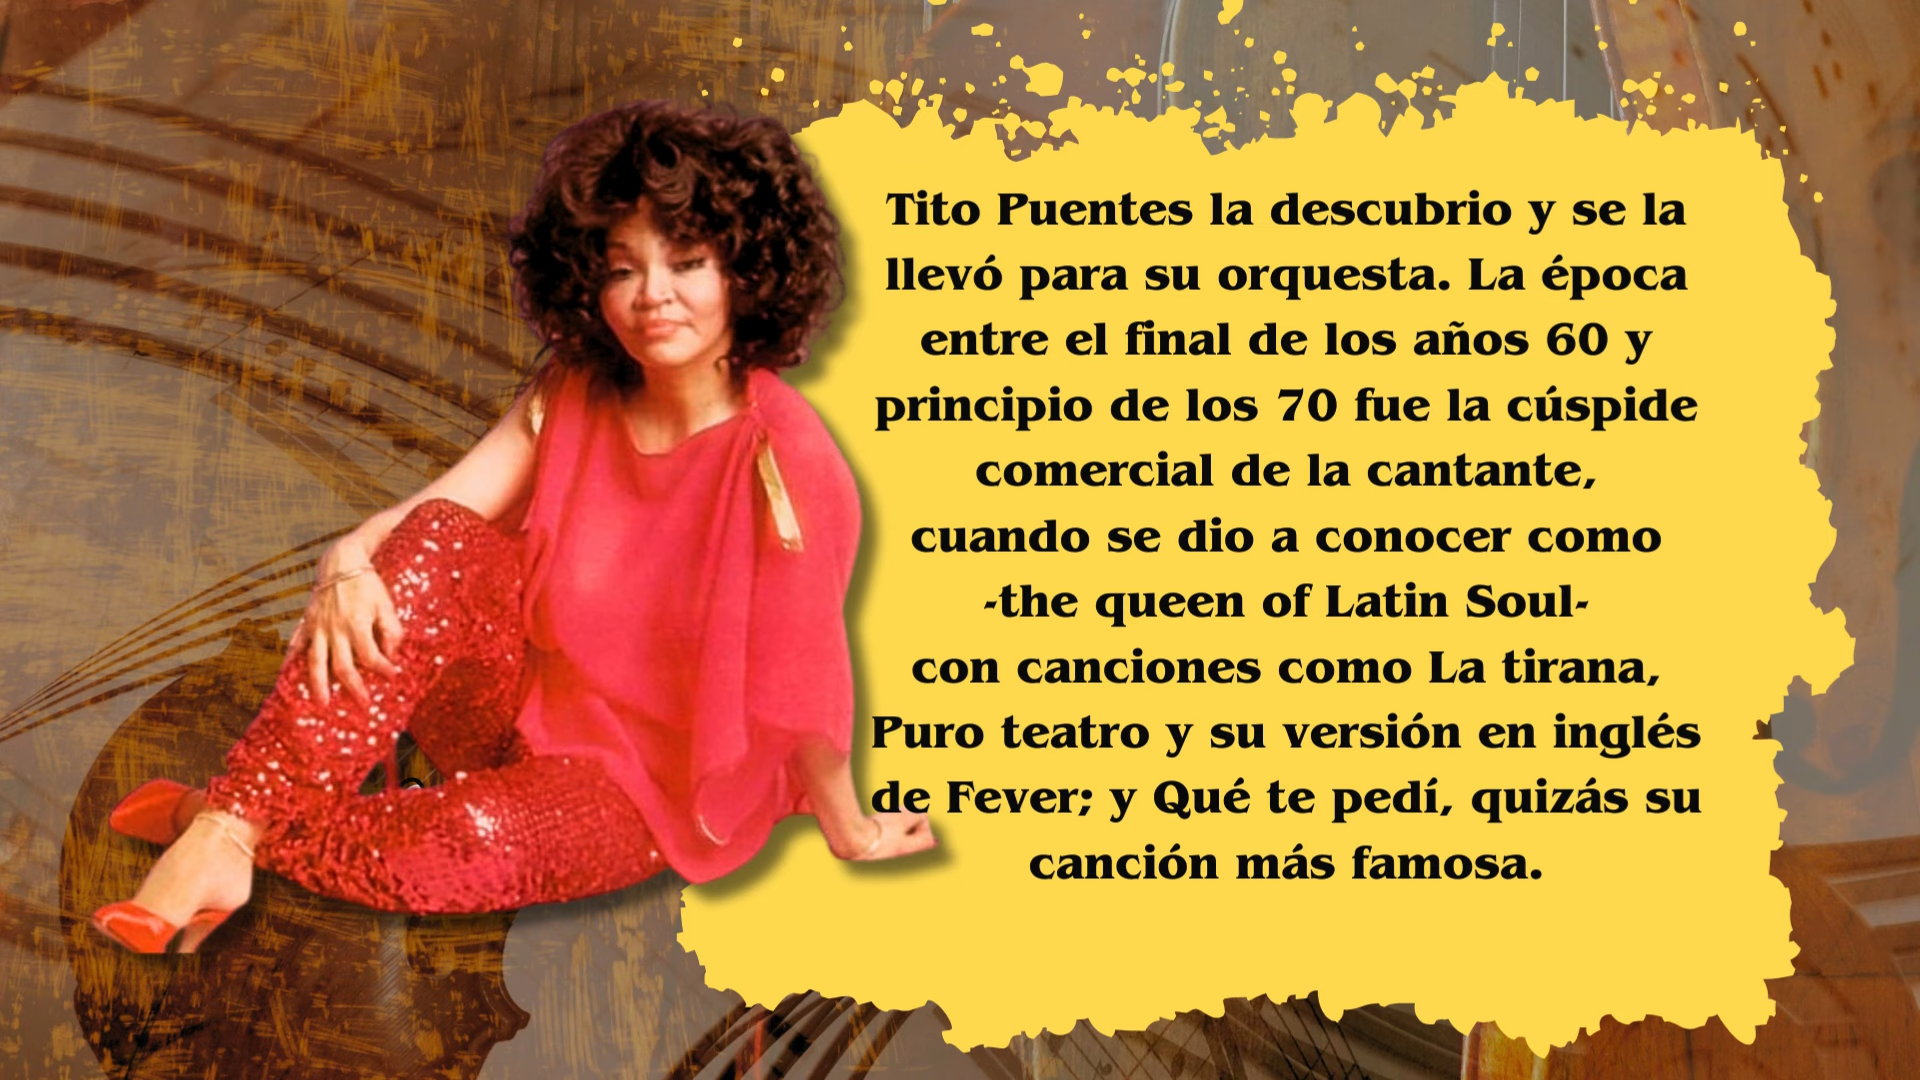 Tito Puentes la descubrio y se la
llevó para su orquesta. La época
entre el final de los años 60 y
principio de los 70 fue la cúspide
comercial de la cantante,
cuando se dio a conocer como
-the queen of Latin Soul-
con canciones como La tirana,
Puro teatro y su versión en inglés
de Fever; y Qué te pedí, quizás su
canción más famosa.